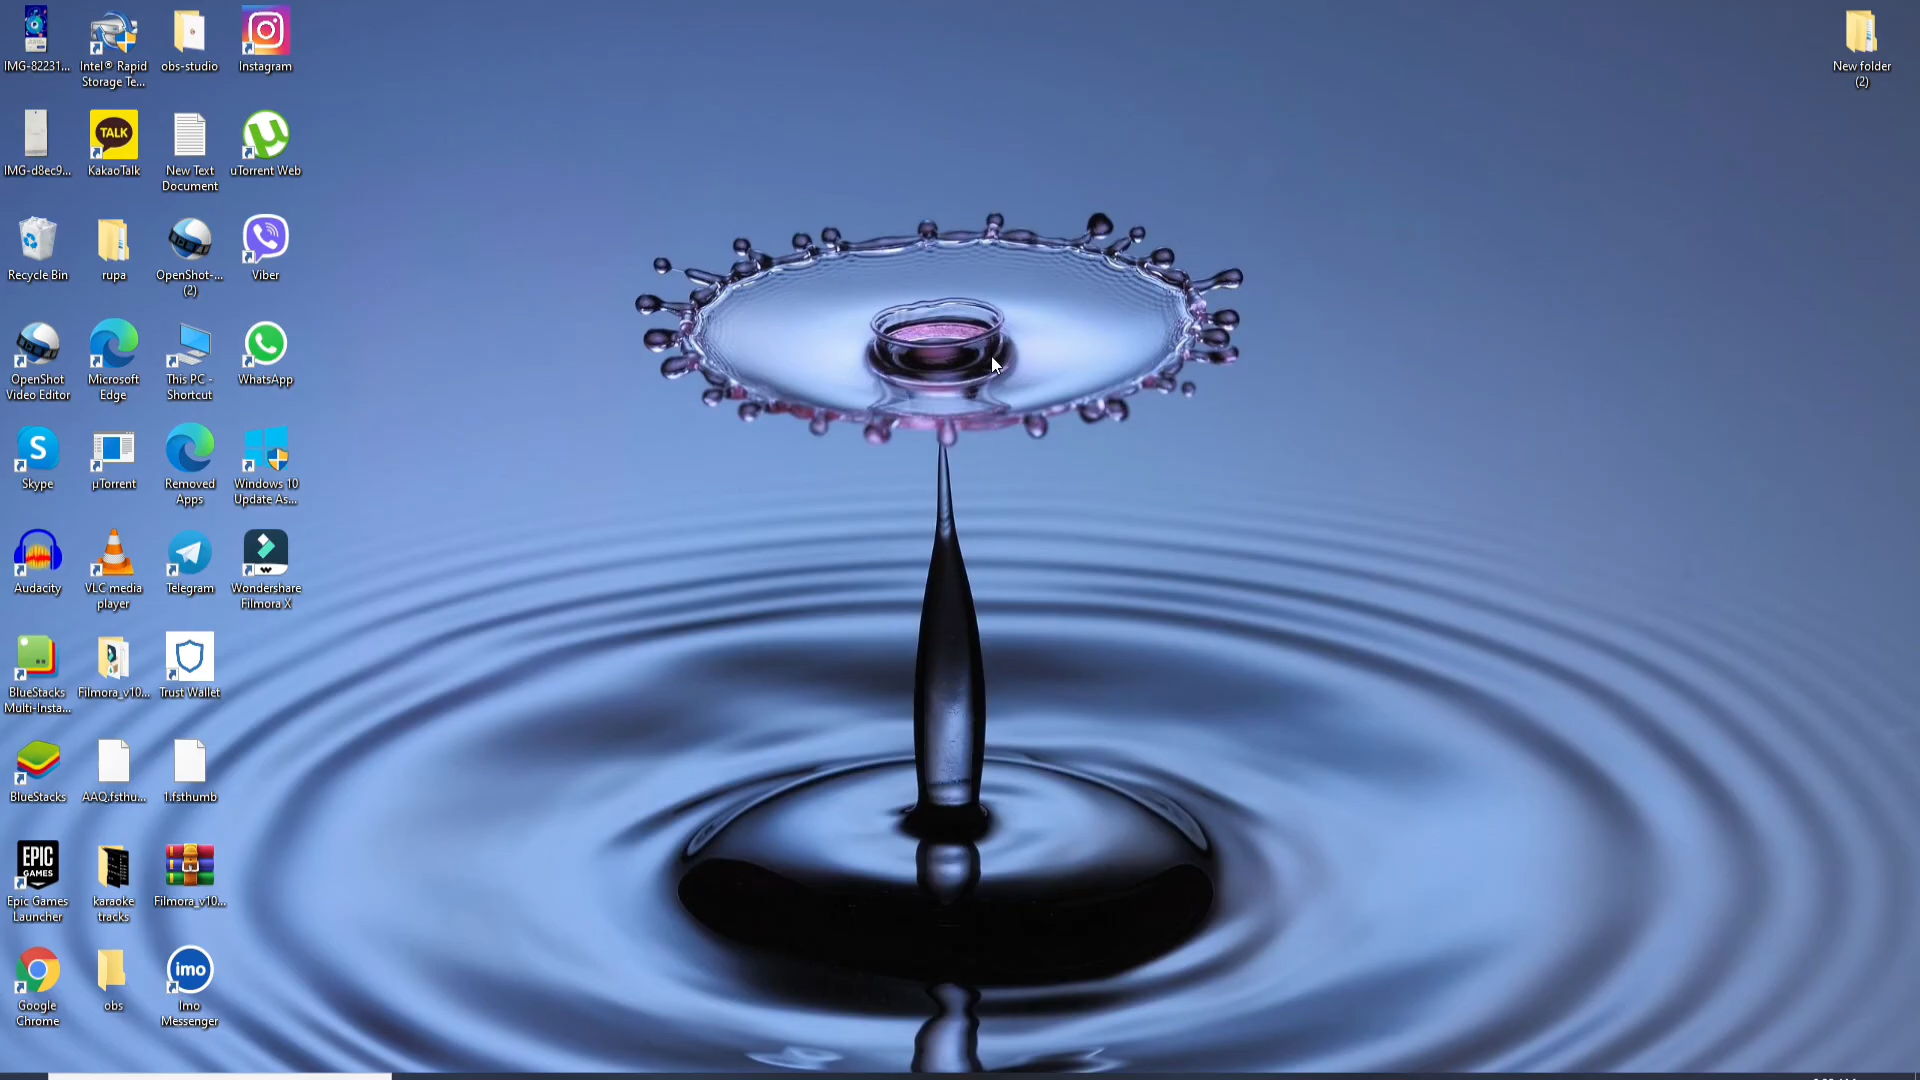 IMG-82231...
Intel® Rapid
Storage Te...
obs-studio
Instagram
New folder
(2)
IMG-d8ec9...
TALK
KakaoTalk
New Text
Document
uTorrent Web
Recycle Bin
rupa
OpenShot-...
(2)
Viber
OpenShot
Video Editor
Microsoft
Edge
This PC -
Shortcut
WhatsApp
S
Skype
µTorrent
Removed
Apps
Windows 10
Update As...
Audacity
VLC media
player
Telegram
Wondershare
Filmora X
BlueStacks
Multi-Insta...
Filmora_v10...
Trust Wallet
BlueStacks
AAQ.fsthu...
1.fsthumb
EPIC
GAMES
Epic Games
Launcher
karaoke
tracks
Filmora_v10...
Google
Chrome
obs
imo
Imo
Messenger